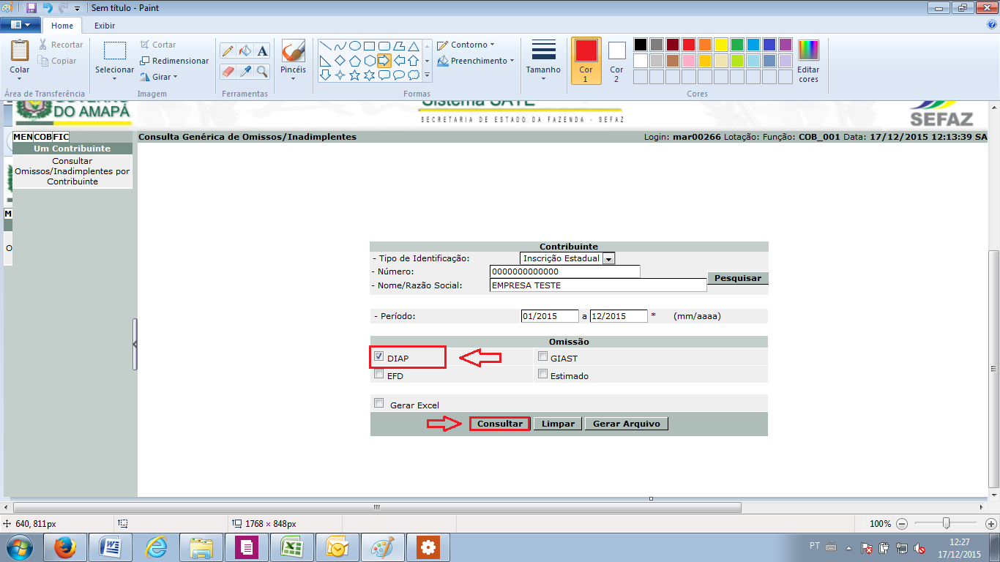 Sem título - Paint
Home Exibir
Colar
Recortar
Copiar
Área de Transferência
Selecionar
Cortar
Redimensionar
Girar
Imagem
A
Ferramentas
Pincéis
Contorno
Preenchimento
Formas
Tamanho
Cor 1
Cor 2
Editar cores
Cores
DO AMAPÁ
SECRETARIA DE ESTADO DA FAZENDA - SEFAZ
SEFAZ
MENCOBFIC
Um Contribuinte
Consultar
Omissos/Inadimplentes por
Contribuinte
M
O
Consulta Genérica de Omissos/Inadimplentes
Login: mar00266 Lotação: Função: COB_001 Data: 17/12/2015 12:13:39 SA
Contribuinte
- Tipo de Identificação: Inscrição Estadual
- Número: 0000000000000
Pesquisar
- Nome/Razão Social: EMPRESA TESTE
- Período: 01/2015 a 12/2015 * (mm/aaaa)
Omissão
DIAP GIAST
EFD Estimado
Gerar Excel
Consultar Limpar Gerar Arquivo
640, 811px 1768 × 848px 100%
PT
12:27
17/12/2015